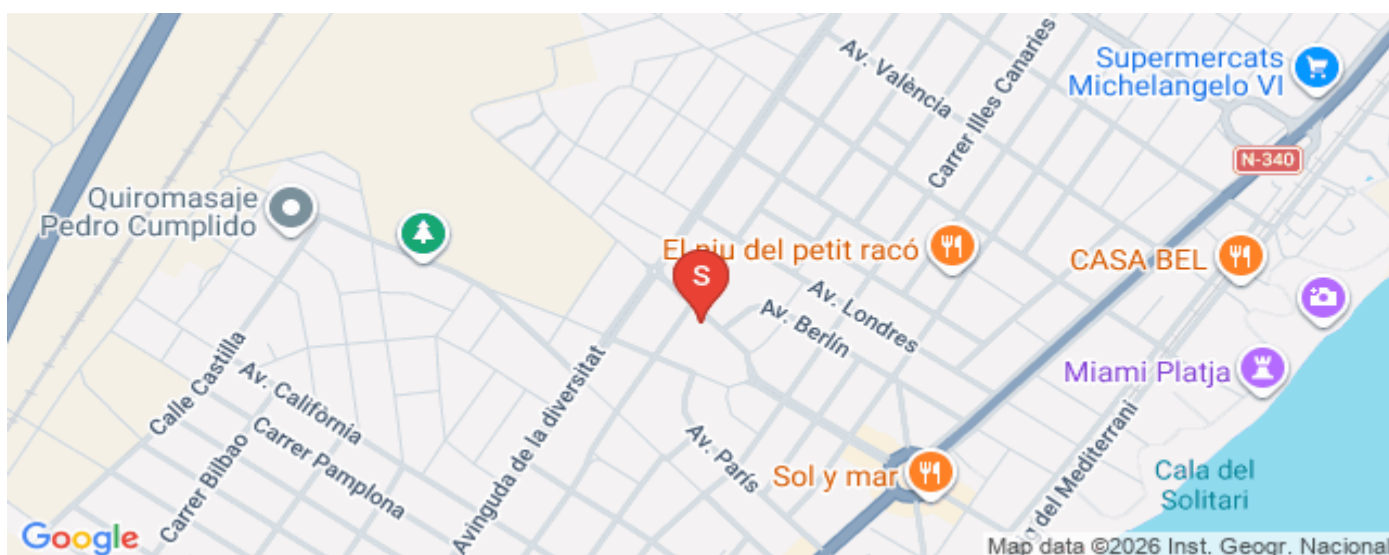 Supermercats
Michelangelo VI
Av. València
Carrer Illes Canaries
N-340
Quiromasaje
Pedro Cumplido
El niu del petit racó
CASA BEL
S
Av. Londres
Av. Berlín
Miami Platja
Calle Castilla
Av. Califòrnia
Carrer Pamplona
Carrer Bilbao
Avinguda de la diversitat
Av. París
Sol y mar
del Mediterrani
Cala del
Solitari
Google
Map data ©2026 Inst. Geogr. Nacional